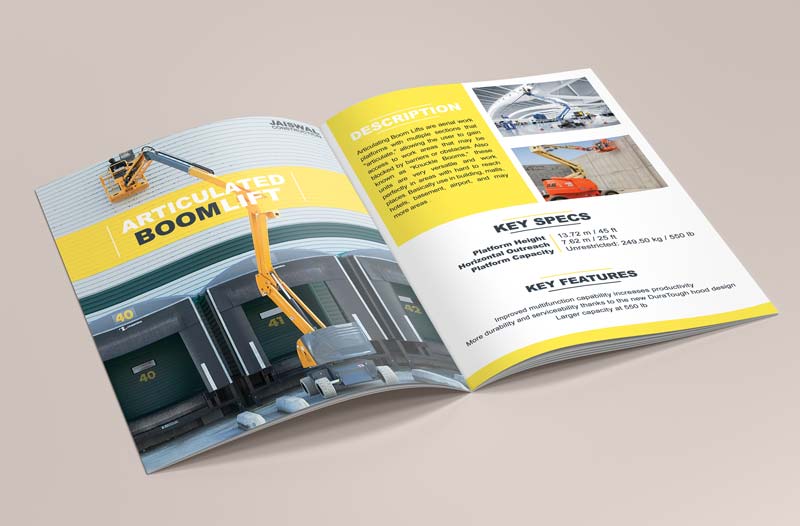 JAISWAL
CONSTRUCTION
ARTICULATED
BOOMLIFT
40
41
42
40
DESCRIPTION
Articulating Boom Lifts are aerial work
platforms with multiple sections that
"articulate," allowing the user to gain
access to work areas that may be
blocked by barriers or obstacles. Also
known as "Knuckle Booms," these
units are very versatile and work
perfectly in areas with hard to reach
places. Basically use in building, malls,
hotels, basement, airport, and may
more areas
KEY SPECS
Platform Height 13.72 m / 45 ft
Horizontal Outreach 7.62 m / 25 ft
Platform Capacity Unrestricted: 249.50 kg / 550 lb
KEY FEATURES
Improved multifunction capability increases productivity
More durability and serviceability thanks to the new DuraTough hood design
Larger capacity at 550 lb